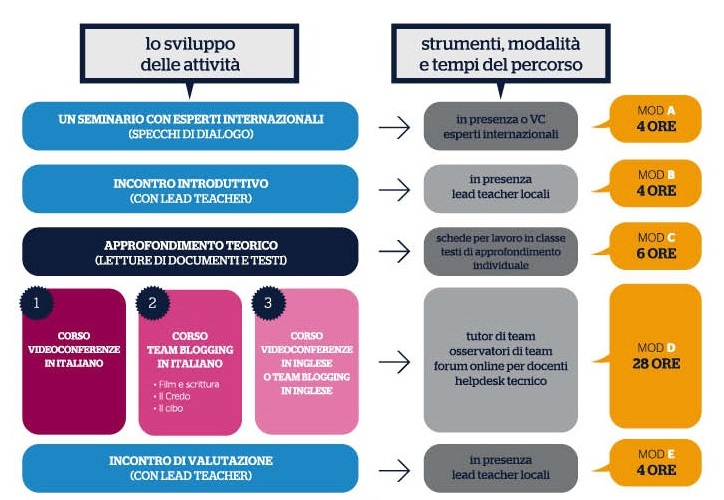 lo sviluppo
delle attività
strumenti, modalità
e tempi del percorso
UN SEMINARIO CON ESPERTI INTERNAZIONALI
(SPECCHI DI DIALOGO)
in presenza o VC
esperti internazionali
MOD A
4 ORE
INCONTRO INTRODUTTIVO
(CON LEAD TEACHER)
in presenza
lead teacher locali
MOD B
4 ORE
APPROFONDIMENTO TEORICO
(LETTURE DI DOCUMENTI E TESTI)
schede per lavoro in classe
testi di approfondimento
individuale
MOD C
6 ORE
1
CORSO
VIDEOCONFERENZE
IN ITALIANO
2
CORSO
TEAM BLOGGING
IN ITALIANO
• Film e scrittura
• Il Credo
• Il cibo
3
CORSO
VIDEOCONFERENZE
IN INGLESE
O TEAM BLOGGING
IN INGLESE
tutor di team
osservatori di team
forum online per docenti
helpdesk tecnico
MOD D
28 ORE
INCONTRO DI VALUTAZIONE
(CON LEAD TEACHER)
in presenza
lead teacher locali
MOD E
4 ORE